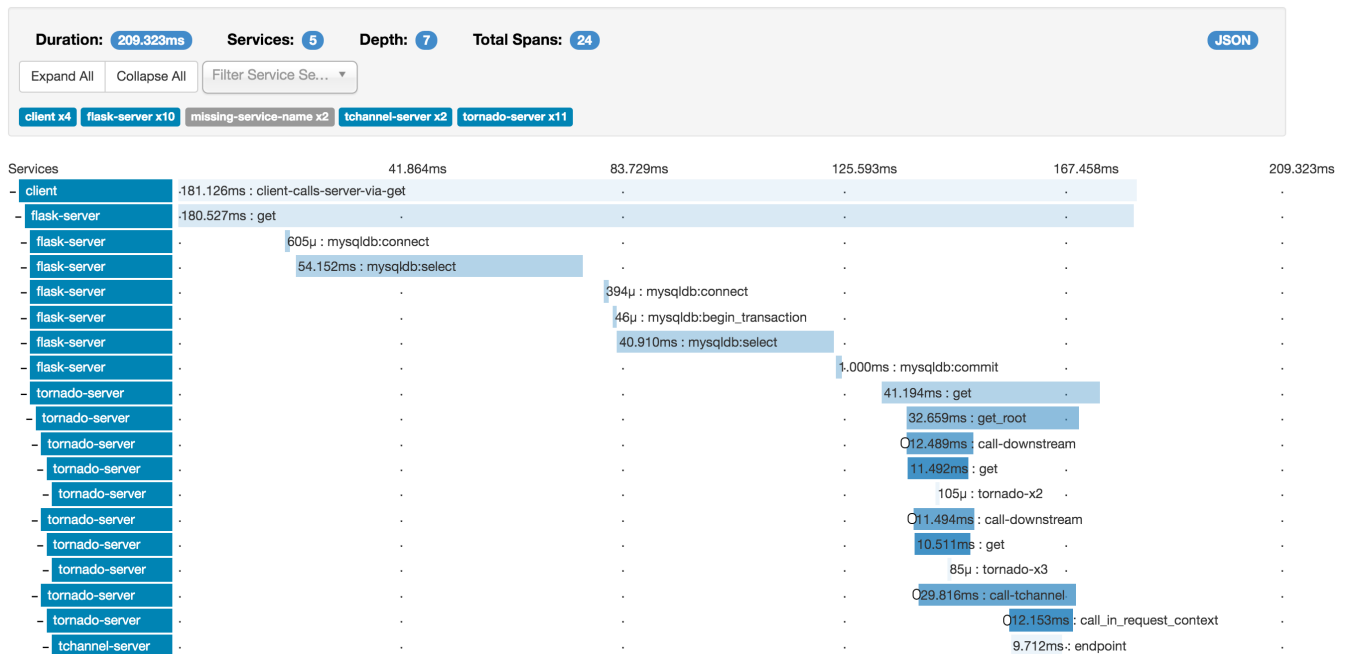 Duration: 209.323ms Services: 5 Depth: 7 Total Spans: 24 JSON
Expand All Collapse All Filter Service Se...
client x4 flask-server x10 missing-service-name x2 tchannel-server x2 tornado-server x11
Services 41.864ms 83.729ms 125.593ms 167.458ms 209.323ms
client 181.126ms : client-calls-server-via-get
flask-server 180.527ms : get
flask-server 605μ : mysqldb:connect
flask-server 54.152ms : mysqldb:select
flask-server 394μ : mysqldb:connect
flask-server 46μ : mysqldb:begin_transaction
flask-server 40.910ms : mysqldb:select
flask-server 1.000ms : mysqldb:commit
tornado-server 41.194ms : get
tornado-server 32.659ms : get_root
tornado-server 12.489ms : call-downstream
tornado-server 11.492ms : get
tornado-server 105μ : tornado-x2
tornado-server 11.494ms : call-downstream
tornado-server 10.511ms : get
tornado-server 85μ : tornado-x3
tornado-server 29.816ms : call-tchannel
tornado-server 12.153ms : call_in_request_context
tchannel-server 9.712ms : endpoint